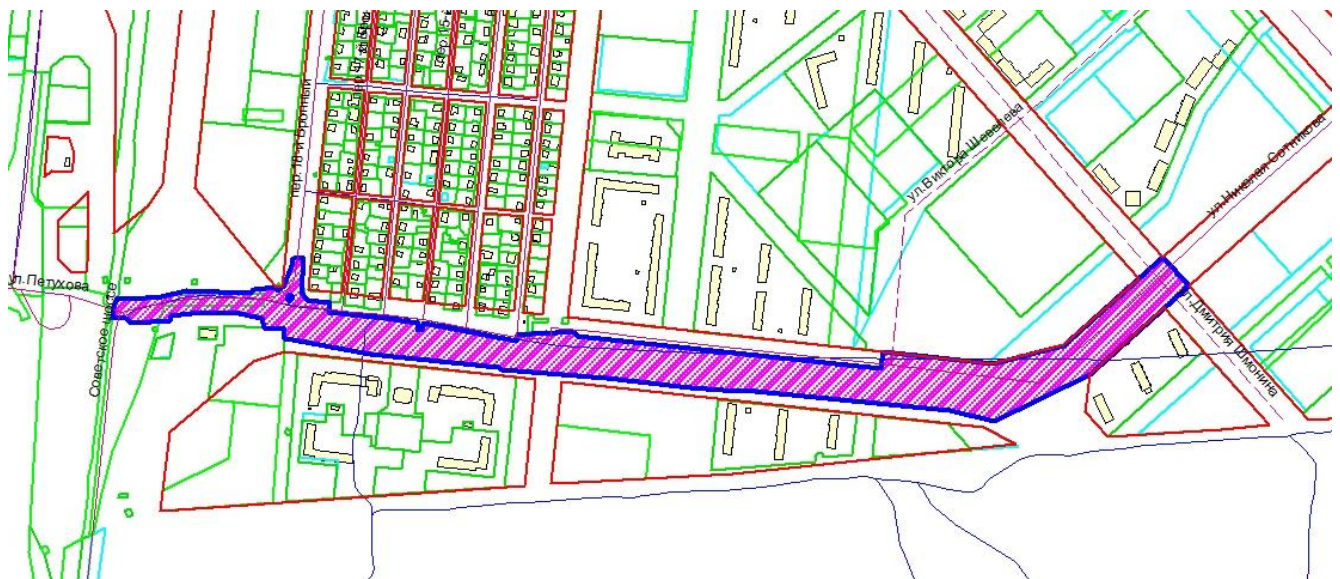 пер. 18-й Бронный
ул.Виктора Шевелева
ул.Николая Сотникова
ул.Петухова
Советское шоссе
ул.Дмитрия Шмонина